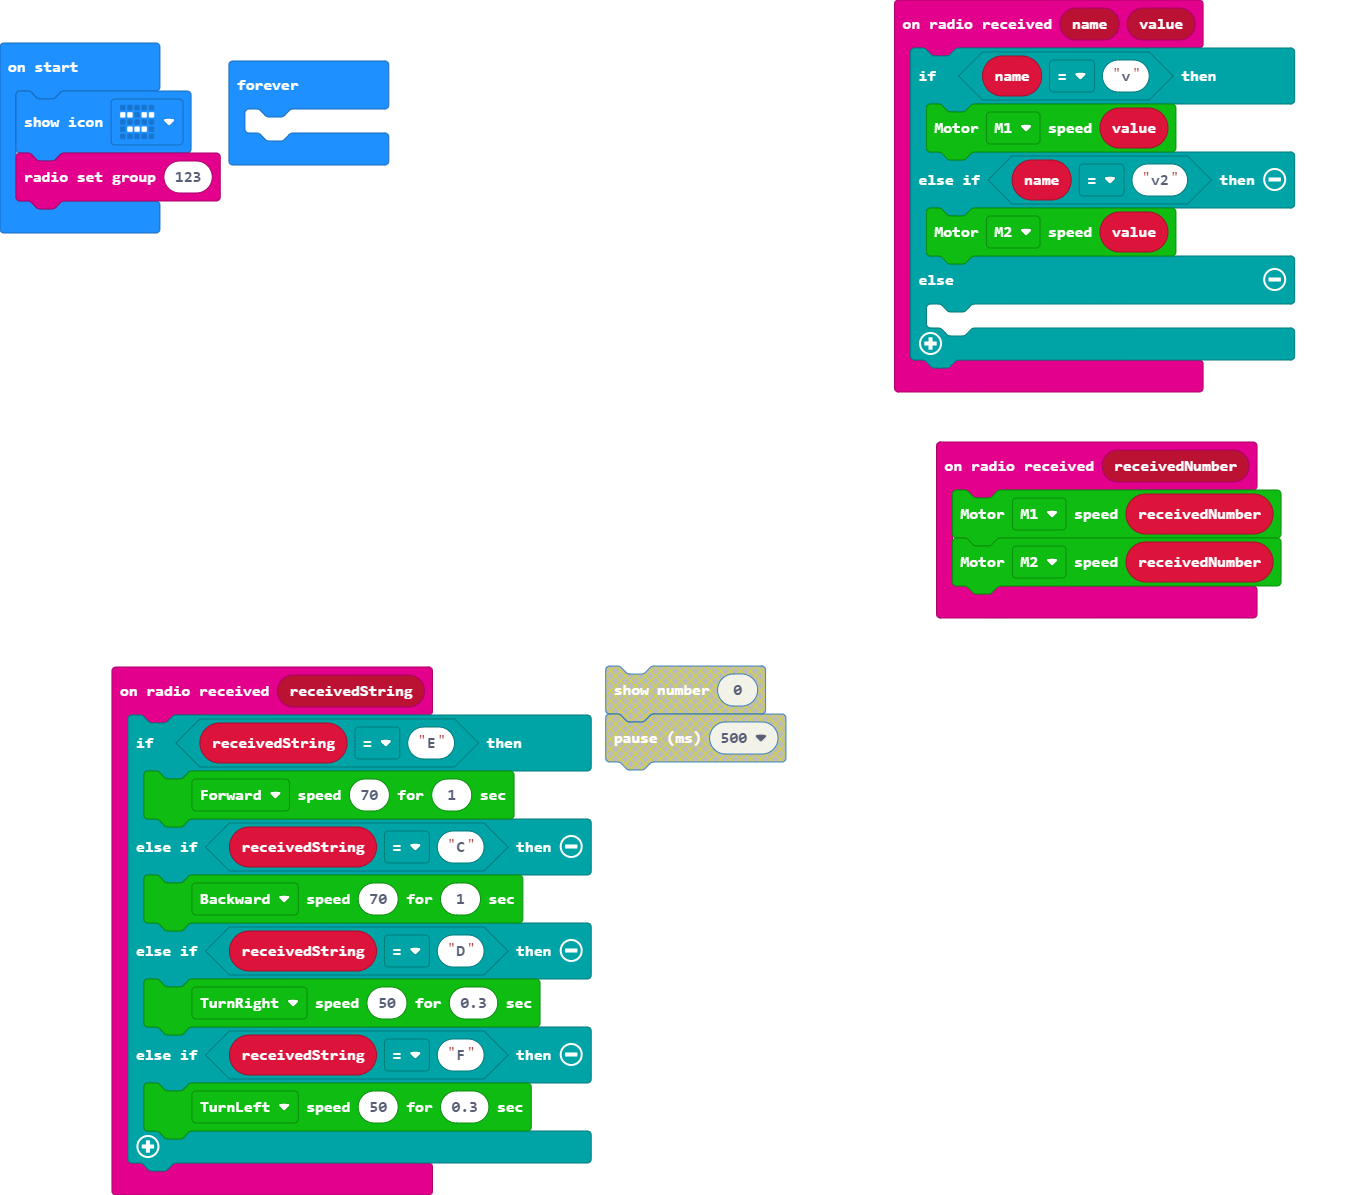 on start
show icon
radio set group 123
forever
on radio received name value
if name = "v" then
Motor M1 speed value
else if name = "v2" then
Motor M2 speed value
else
on radio received receivedNumber
Motor M1 speed receivedNumber
Motor M2 speed receivedNumber
on radio received receivedString
if receivedString = "E" then
Forward speed 70 for 1 sec
else if receivedString = "C" then
Backward speed 70 for 1 sec
else if receivedString = "D" then
TurnRight speed 50 for 0.3 sec
else if receivedString = "F" then
TurnLeft speed 50 for 0.3 sec
show number 0
pause (ms) 500